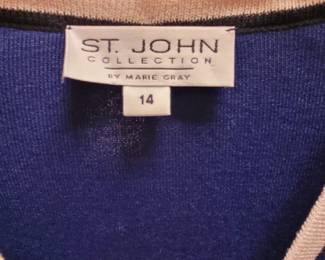 ST. JOHN
COLLECTION
BY MARIE GRAY
14